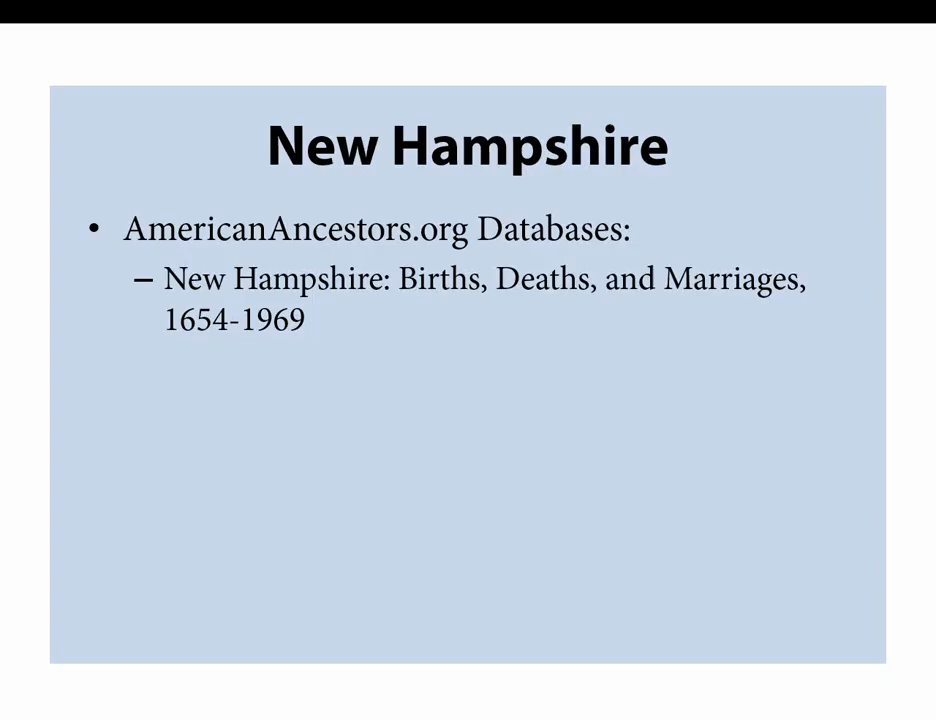 New Hampshire
• AmericanAncestors.org Databases:
– New Hampshire: Births, Deaths, and Marriages,
1654-1969